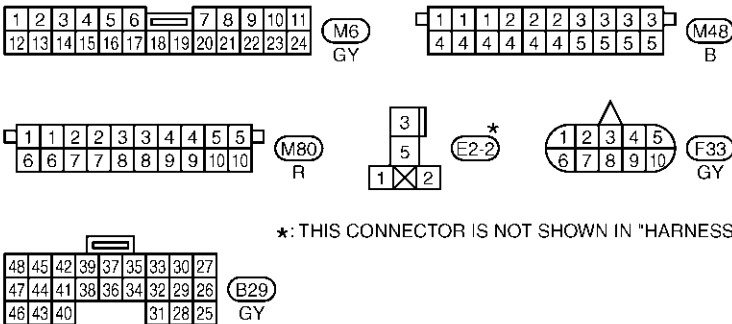 1 2 3 4 5 6 7 8 9 10 11
12 13 14 15 16 17 18 19 20 21 22 23 24
M6
GY
1 1 1 2 2 2 3 3 3 3
4 4 4 4 4 4 5 5 5 5 5
M48
B
1 1 2 2 3 3 4 4 5 5
6 6 7 7 8 8 9 9 10 10
M80
R
3
5
1 2
*
E2-2
1 2 3 4 5
6 7 8 9 10
F33
GY
*: THIS CONNECTOR IS NOT SHOWN IN "HARNESS
48 45 42 39 37 35 33 30 27
47 44 41 38 36 34 32 29 26
46 43 40 31 28 25
B29
GY